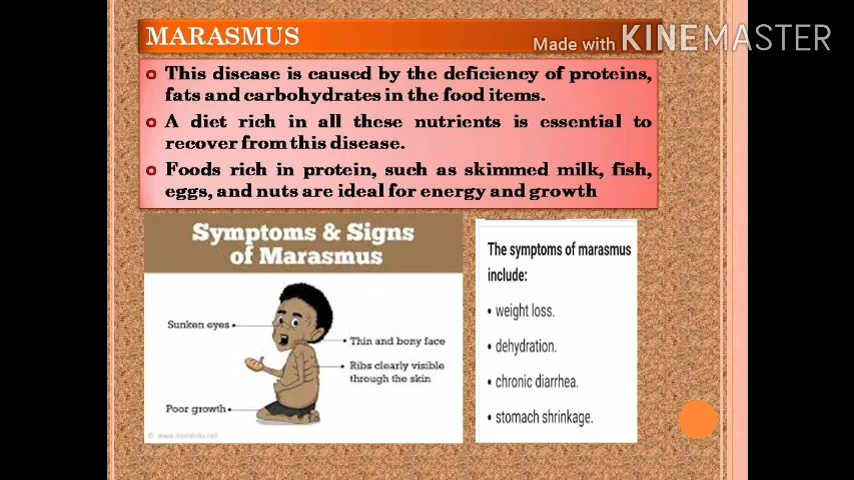 MARASMUS
Made with KINEMASTER
This disease is caused by the deficiency of proteins,
fats and carbohydrates in the food items.
A diet rich in all these nutrients is essential to
recover from this disease.
Foods rich in protein, such as skimmed milk, fish,
eggs, and nuts are ideal for energy and growth
Symptoms & Signs
of Marasmus
Sunken eyes
Thin and bony face
Ribs clearly visible
through the skin
Poor growth
The symptoms of marasmus
include:
• weight loss.
• dehydration.
• chronic diarrhea.
• stomach shrinkage.